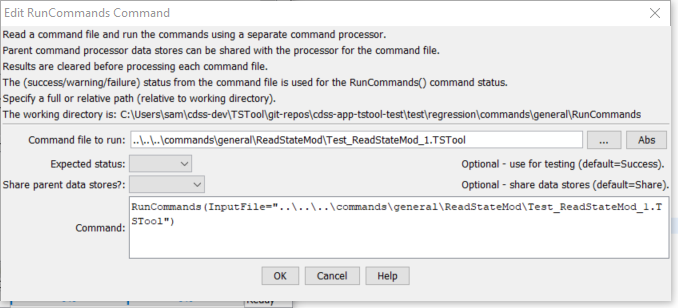 Edit RunCommands Command
Read a command file and run the commands using a separate command processor.
Parent command processor data stores can be shared with the processor for the command file.
Results are cleared before processing each command file.
The (success/warning/failure) status from the command file is used for the RunCommands() command status.
Specify a full or relative path (relative to working directory).
The working directory is: C:\Users\sam\cdss-dev\TSTool\git-repos\cdss-app-tstool-test\test\regression\commands\general\RunCommands
Command file to run: ..\..\..\commands\general\ReadStateMod\Test_ReadStateMod_1.TSTool ... Abs
Expected status: Optional - use for testing (default=Success).
Share parent data stores?: Optional - share data stores (default=Share).
Command: RunCommands(InputFile="..\..\..\commands\general\ReadStateMod\Test_ReadStateMod_1.T
STool")
OK Cancel Help
Ready